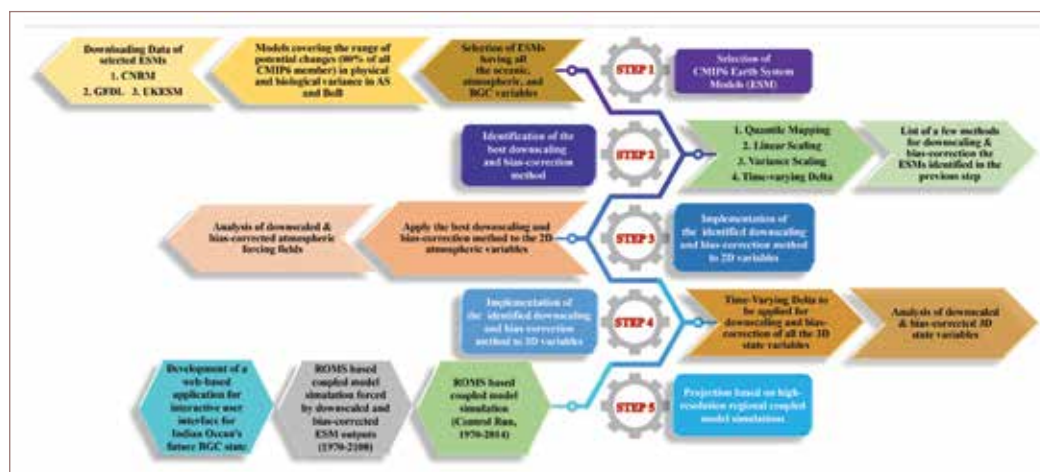 Downloading Data of
selected ESMs
1. CNRM
2. GFDL 3. UKESM
Models covering the range of
potential changes (80% of all
CMIP6 member) in physical
and biological variance in AS
and BoB
Selection of ESMs
having all
the oceanic,
atmospheric, and
BGC variables
STEP 1
Selection of
CMIP6 Earth System
Models (ESM)
Identification of the
best downscaling
and bias-correction
method
STEP 2
1. Quantile Mapping
2. Linear Scaling
3. Variance Scaling
4. Time-varying Delta
List of a few methods
for downscaling &
bias-correction the
ESMs identified in the
previous step
Analysis of downscaled &
bias-corrected atmospheric
forcing fields
Apply the best downscaling and
bias-correction method to the 2D
atmospheric variables
STEP 3
Implementation of
the identified downscaling
and bias-correction method
to 2D variables
Implementation of
the identified downscaling
and bias-correction
method to 3D variables
STEP 4
Time-Varying Delta to
be applied for
downscaling and bias-
correction of all the 3D
state variables
Analysis of downscaled
& bias-corrected 3D
state variables
Development of a
web-based
application for
interactive user
interface for
Indian Ocean's
future BGC state
ROMS based
coupled model
simulation forced
by downscaled and
bias-corrected
ESM outputs
(1970-2100)
ROMS based
coupled model
simulation
(Control Run,
1970-2014)
STEP 5
Projection based on high-
resolution regional coupled
model simulations